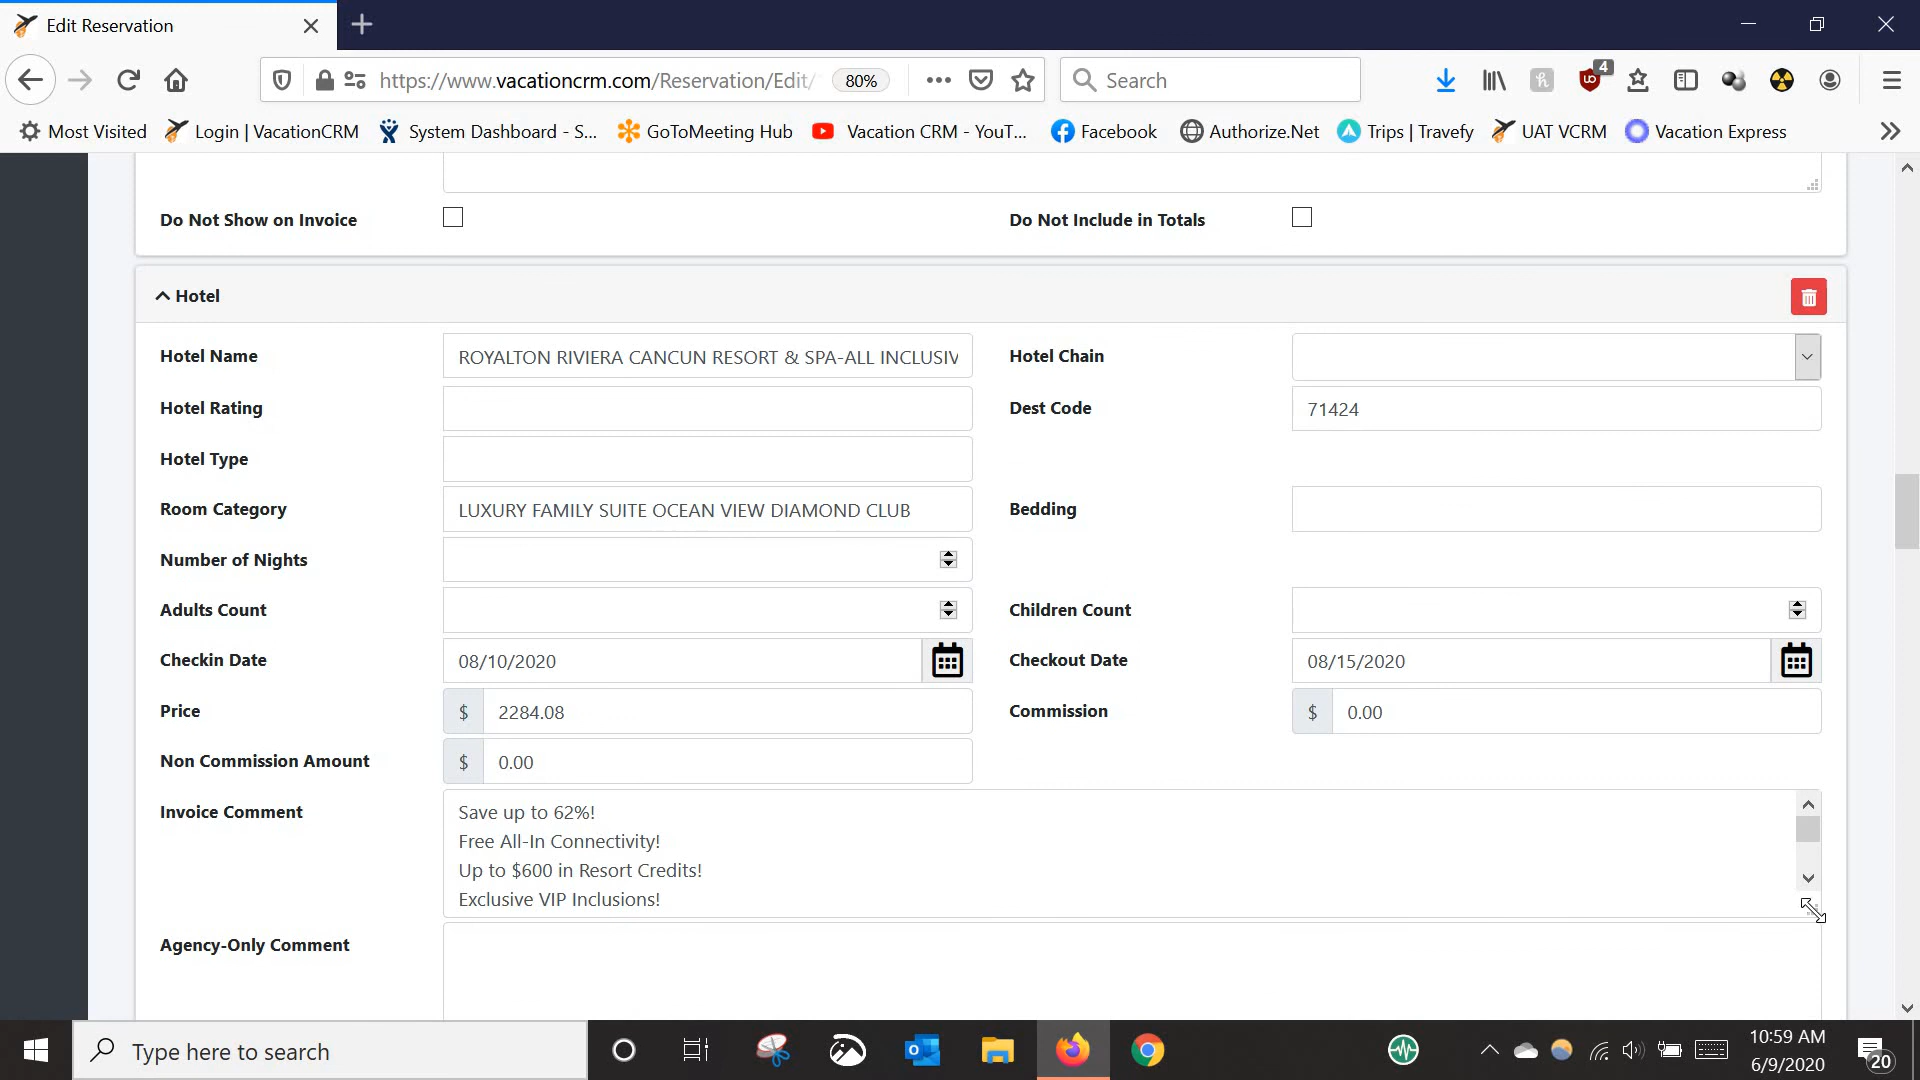 Edit Reservation
https://www.vacationcrm.com/Reservation/Edit/
80%
Search
4
Most Visited
Login | VacationCRM
System Dashboard - S...
GoToMeeting Hub
Vacation CRM - YouT...
Facebook
Authorize.Net
Trips | Travefy
UAT VCRM
Vacation Express
Do Not Show on Invoice
Do Not Include in Totals
Hotel
Hotel Name
ROYALTON RIVIERA CANCUN RESORT & SPA-ALL INCLUSIV
Hotel Chain
Hotel Rating
Dest Code
71424
Hotel Type
Room Category
LUXURY FAMILY SUITE OCEAN VIEW DIAMOND CLUB
Bedding
Number of Nights
Adults Count
Children Count
Checkin Date
08/10/2020
Checkout Date
08/15/2020
Price
$ 2284.08
Commission
$ 0.00
Non Commission Amount
$ 0.00
Invoice Comment
Save up to 62%!
Free All-In Connectivity!
Up to $600 in Resort Credits!
Exclusive VIP Inclusions!
Agency-Only Comment
Type here to search
10:59 AM
6/9/2020
20